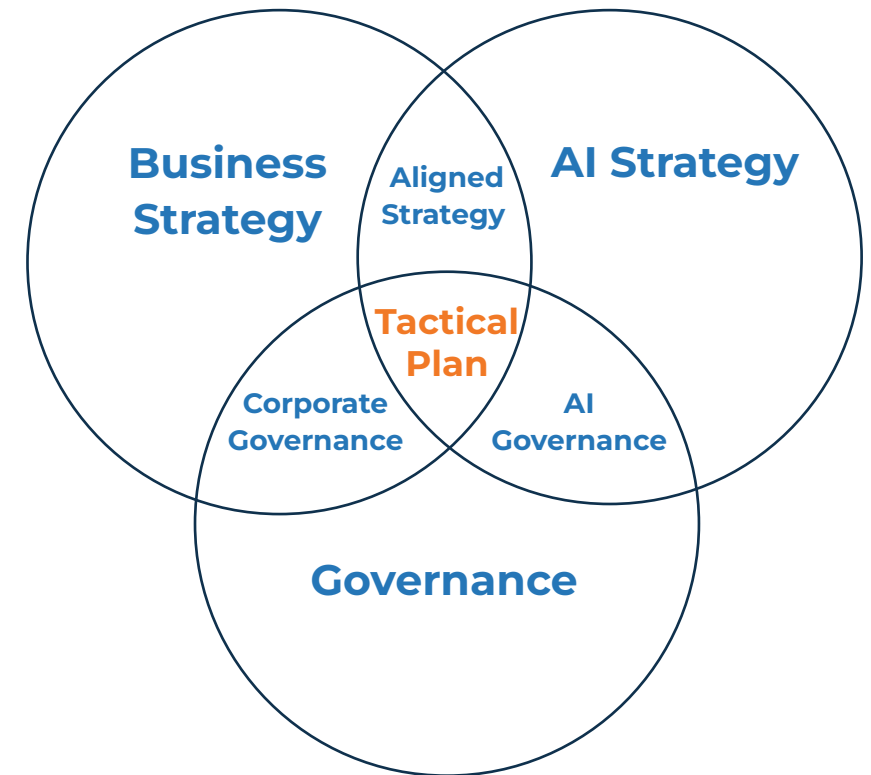 Business
Strategy
AI Strategy
Aligned
Strategy
Tactical
Plan
Corporate
Governance
AI
Governance
Governance